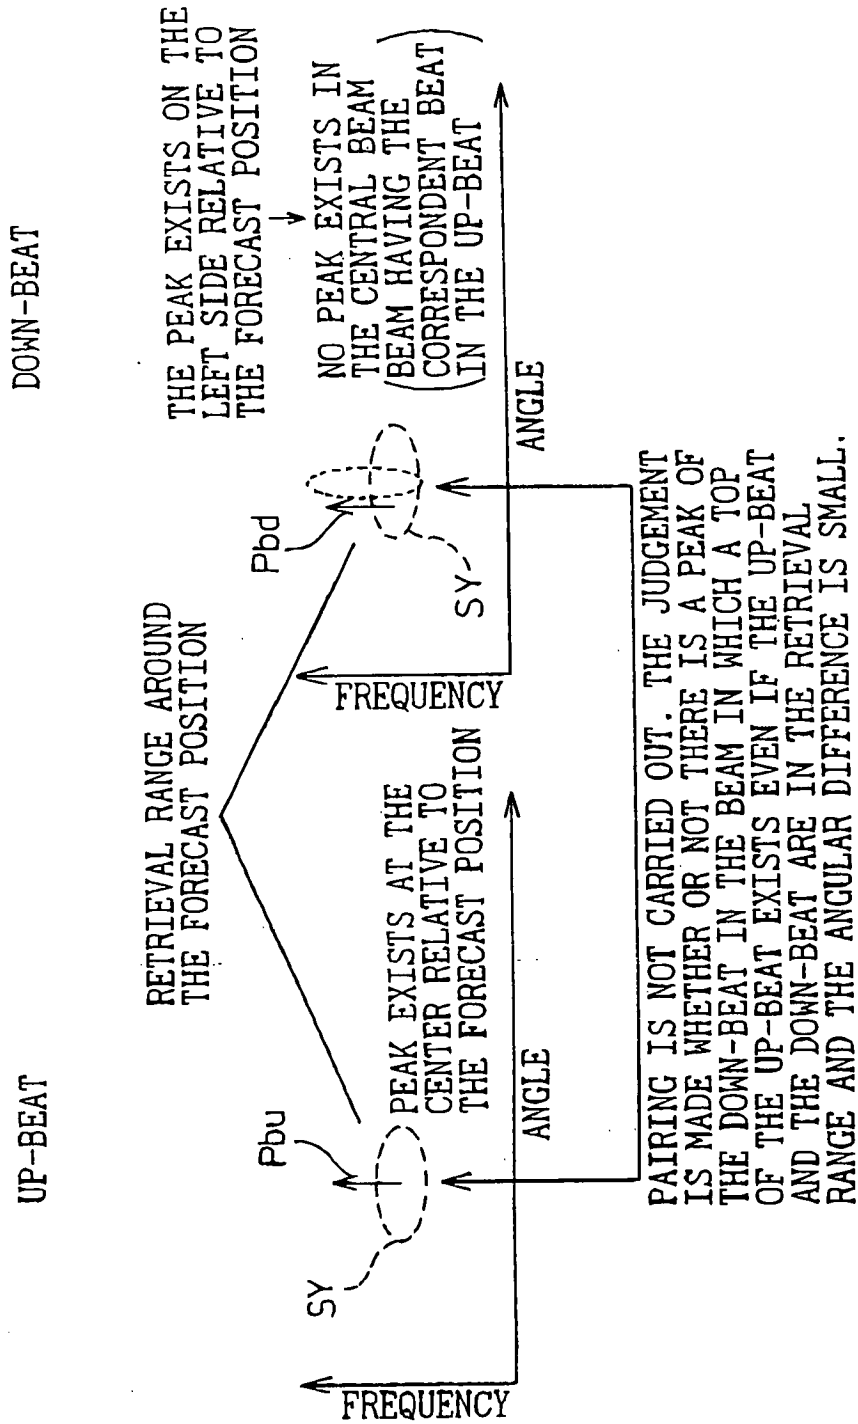 UP-BEAT
DOWN-BEAT
RETRIEVAL RANGE AROUND
THE FORECAST POSITION
THE PEAK EXISTS ON THE
LEFT SIDE RELATIVE TO
THE FORECAST POSITION
NO PEAK EXISTS IN
THE CENTRAL BEAM
(BEAM HAVING THE
CORRESPONDENT BEAT
IN THE UP-BEAT)
Pbu
SY
PEAK EXISTS AT THE
CENTER RELATIVE TO
THE FORECAST POSITION
FREQUENCY
ANGLE
Pbd
SY
FREQUENCY
ANGLE
PAIRING IS NOT CARRIED OUT. THE JUDGEMENT
IS MADE WHETHER OR NOT THERE IS A PEAK OF
THE DOWN-BEAT IN THE BEAM IN WHICH A TOP
OF THE UP-BEAT EXISTS EVEN IF THE UP-BEAT
AND THE DOWN-BEAT ARE IN THE RETRIEVAL
RANGE AND THE ANGULAR DIFFERENCE IS SMALL.